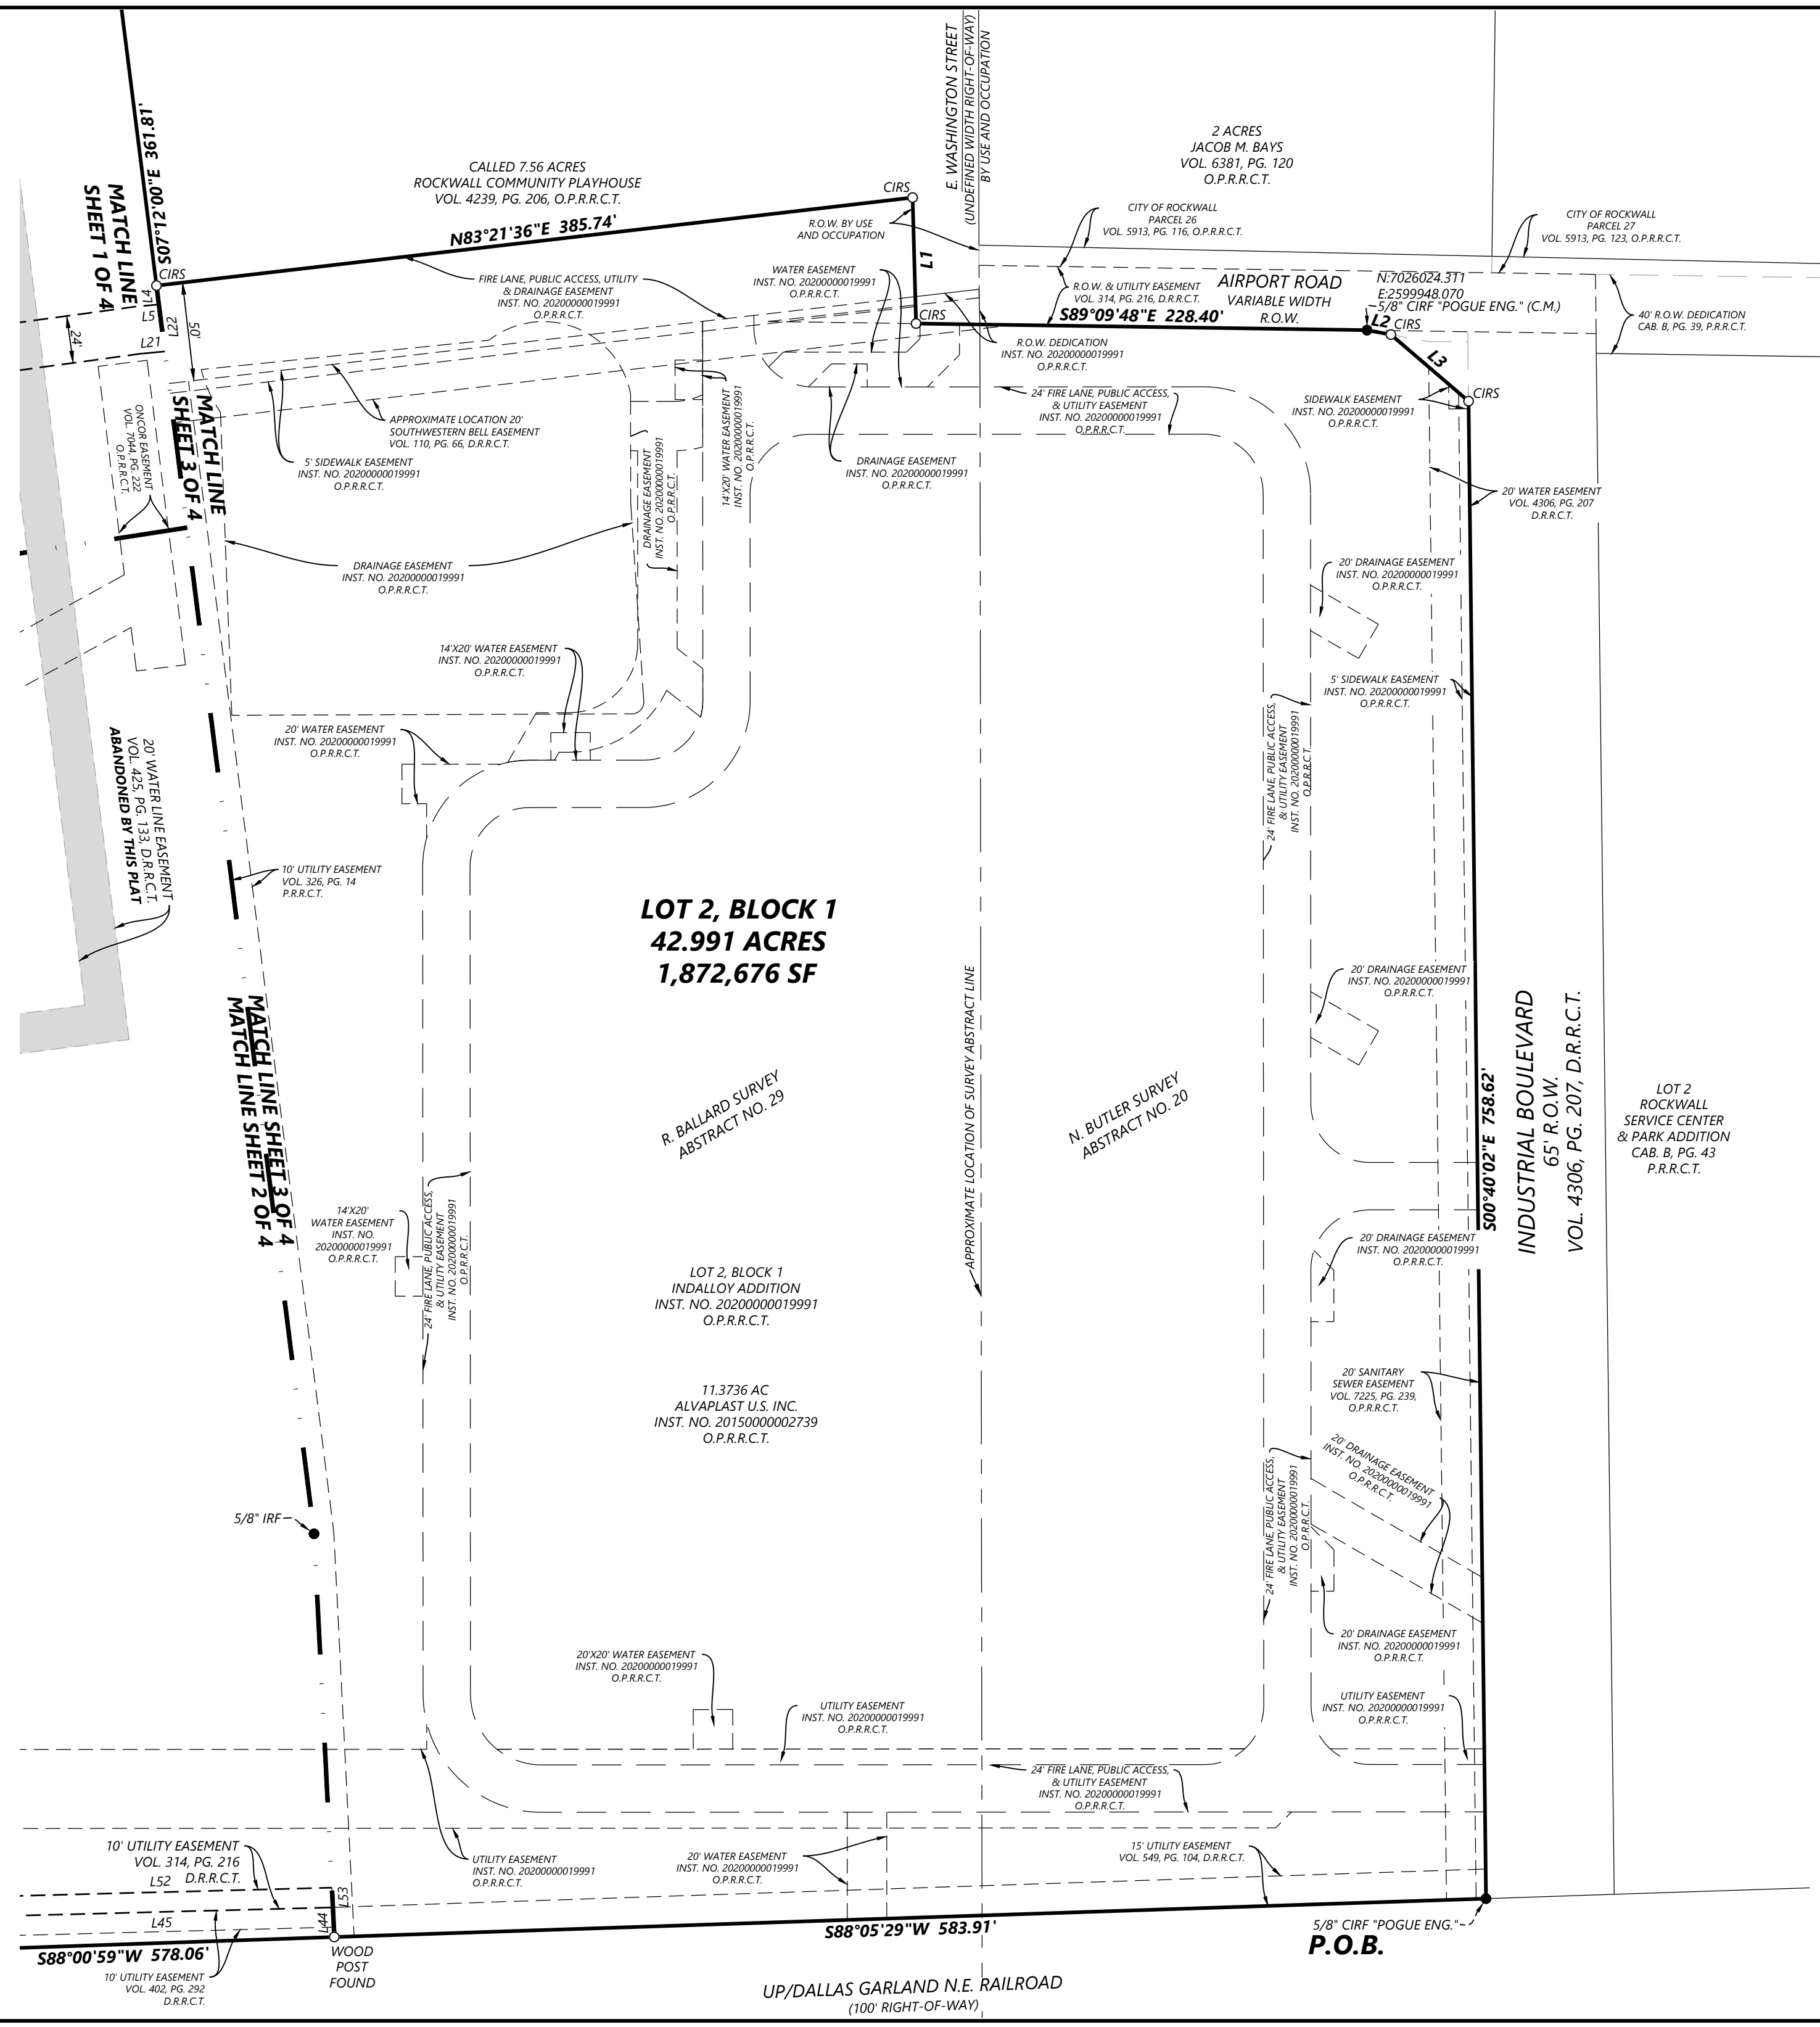 E. WASHINGTON STREET
(UNDEFINED WIDTH RIGHT-OF-WAY)
BY USE AND OCCUPATION
2 ACRES
JACOB M. BAYS
VOL. 6381, PG. 120
O.P.R.R.C.T.
S07°12'00"E 361.81'
CALLED 7.56 ACRES
ROCKWALL COMMUNITY PLAYHOUSE
VOL. 4239, PG. 206, O.P.R.R.C.T.
N83°21'36"E 385.74'
CIRS
MATCH LINE
SHEET 1 OF 4
CIRS
L4
L5
L22
L21
24'
50'
R.O.W. BY USE
AND OCCUPATION
L1
CITY OF ROCKWALL
PARCEL 26
VOL. 5913, PG. 116, O.P.R.R.C.T.
CITY OF ROCKWALL
PARCEL 27
VOL. 5913, PG. 123, O.P.R.R.C.T.
FIRE LANE, PUBLIC ACCESS, UTILITY
& DRAINAGE EASEMENT
INST. NO. 20200000019991
O.P.R.R.C.T.
WATER EASEMENT
INST. NO. 20200000019991
O.P.R.R.C.T.
R.O.W. & UTILITY EASEMENT
VOL. 314, PG. 216, D.R.R.C.T.
AIRPORT ROAD
VARIABLE WIDTH
R.O.W.
N:7026024.311
E:2599948.070
5/8" CIRF "POGUE ENG." (C.M.)
S89°09'48"E 228.40'
CIRS
L2
CIRS
L3
CIRS
40' R.O.W. DEDICATION
CAB. B, PG. 39, P.R.R.C.T.
R.O.W. DEDICATION
INST. NO. 20200000019991
O.P.R.R.C.T.
24' FIRE LANE, PUBLIC ACCESS,
& UTILITY EASEMENT
INST. NO. 20200000019991
O.P.R.R.C.T.
SIDEWALK EASEMENT
INST. NO. 20200000019991
O.P.R.R.C.T.
APPROXIMATE LOCATION 20'
SOUTHWESTERN BELL EASEMENT
VOL. 110, PG. 66, D.R.R.C.T.
5' SIDEWALK EASEMENT
INST. NO. 20200000019991
O.P.R.R.C.T.
ONCOR EASEMENT
VOL. 7044, PG. 222
O.P.R.R.C.T.
MATCH LINE
SHEET 3 OF 4
DRAINAGE EASEMENT
INST. NO. 20200000019991
O.P.R.R.C.T.
14'X20' WATER EASEMENT
INST. NO. 20200000019991
O.P.R.R.C.T.
DRAINAGE EASEMENT
INST. NO. 20200000019991
O.P.R.R.C.T.
20' WATER EASEMENT
VOL. 4306, PG. 207
D.R.R.C.T.
DRAINAGE EASEMENT
INST. NO. 20200000019991
O.P.R.R.C.T.
20' DRAINAGE EASEMENT
INST. NO. 20200000019991
O.P.R.R.C.T.
14'X20' WATER EASEMENT
INST. NO. 20200000019991
O.P.R.R.C.T.
5' SIDEWALK EASEMENT
INST. NO. 20200000019991
O.P.R.R.C.T.
20' WATER EASEMENT
INST. NO. 20200000019991
O.P.R.R.C.T.
24' FIRE LANE, PUBLIC ACCESS,
& UTILITY EASEMENT
INST. NO. 20200000019991
O.P.R.R.C.T.
20' WATER LINE EASEMENT
VOL. 425, PG. 133, D.R.R.C.T.
ABANDONED BY THIS PLAT
10' UTILITY EASEMENT
VOL. 326, PG. 14
P.R.R.C.T.
LOT 2, BLOCK 1
42.991 ACRES
1,872,676 SF
APPROXIMATE LOCATION OF SURVEY ABSTRACT LINE
20' DRAINAGE EASEMENT
INST. NO. 20200000019991
O.P.R.R.C.T.
MATCH LINE SHEET 3 OF 4
MATCH LINE SHEET 2 OF 4
R. BALLARD SURVEY
ABSTRACT NO. 29
N. BUTLER SURVEY
ABSTRACT NO. 20
S00°40'02"E 758.62'
INDUSTRIAL BOULEVARD
65' R.O.W.
VOL. 4306, PG. 207, D.R.R.C.T.
LOT 2
ROCKWALL
SERVICE CENTER
& PARK ADDITION
CAB. B, PG. 43
P.R.R.C.T.
14'X20'
WATER EASEMENT
INST. NO.
20200000019991
O.P.R.R.C.T.
24' FIRE LANE, PUBLIC ACCESS,
& UTILITY EASEMENT
INST. NO. 20200000019991
O.P.R.R.C.T.
LOT 2, BLOCK 1
INDALLOY ADDITION
INST. NO. 20200000019991
O.P.R.R.C.T.
20' DRAINAGE EASEMENT
INST. NO. 20200000019991
O.P.R.R.C.T.
11.3736 AC
ALVAPLAST U.S. INC.
INST. NO. 20150000002739
O.P.R.R.C.T.
20' SANITARY
SEWER EASEMENT
VOL. 7225, PG. 239,
O.P.R.R.C.T.
20' DRAINAGE EASEMENT
INST. NO. 20200000019991
O.P.R.R.C.T.
24' FIRE LANE, PUBLIC ACCESS,
& UTILITY EASEMENT
INST. NO. 20200000019991
O.P.R.R.C.T.
5/8" IRF
20' DRAINAGE EASEMENT
INST. NO. 20200000019991
O.P.R.R.C.T.
20'X20' WATER EASEMENT
INST. NO. 20200000019991
O.P.R.R.C.T.
UTILITY EASEMENT
INST. NO. 20200000019991
O.P.R.R.C.T.
UTILITY EASEMENT
INST. NO. 20200000019991
O.P.R.R.C.T.
24' FIRE LANE, PUBLIC ACCESS,
& UTILITY EASEMENT
INST. NO. 20200000019991
O.P.R.R.C.T.
10' UTILITY EASEMENT
VOL. 314, PG. 216
D.R.R.C.T.
L52
L53
L45
L44
UTILITY EASEMENT
INST. NO. 20200000019991
O.P.R.R.C.T.
20' WATER EASEMENT
INST. NO. 20200000019991
O.P.R.R.C.T.
15' UTILITY EASEMENT
VOL. 549, PG. 104, D.R.R.C.T.
S88°00'59"W 578.06'
S88°05'29"W 583.91'
WOOD
POST
FOUND
10' UTILITY EASEMENT
VOL. 402, PG. 292
D.R.R.C.T.
5/8" CIRF "POGUE ENG."
P.O.B.
UP/DALLAS GARLAND N.E. RAILROAD
(100' RIGHT-OF-WAY)